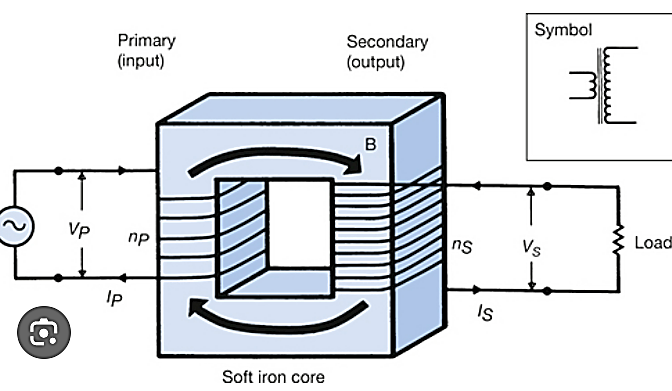 Primary
(input)
Secondary
(output)
Symbol
B
VP
nP
IP
nS
VS
IS
Load
Soft iron core